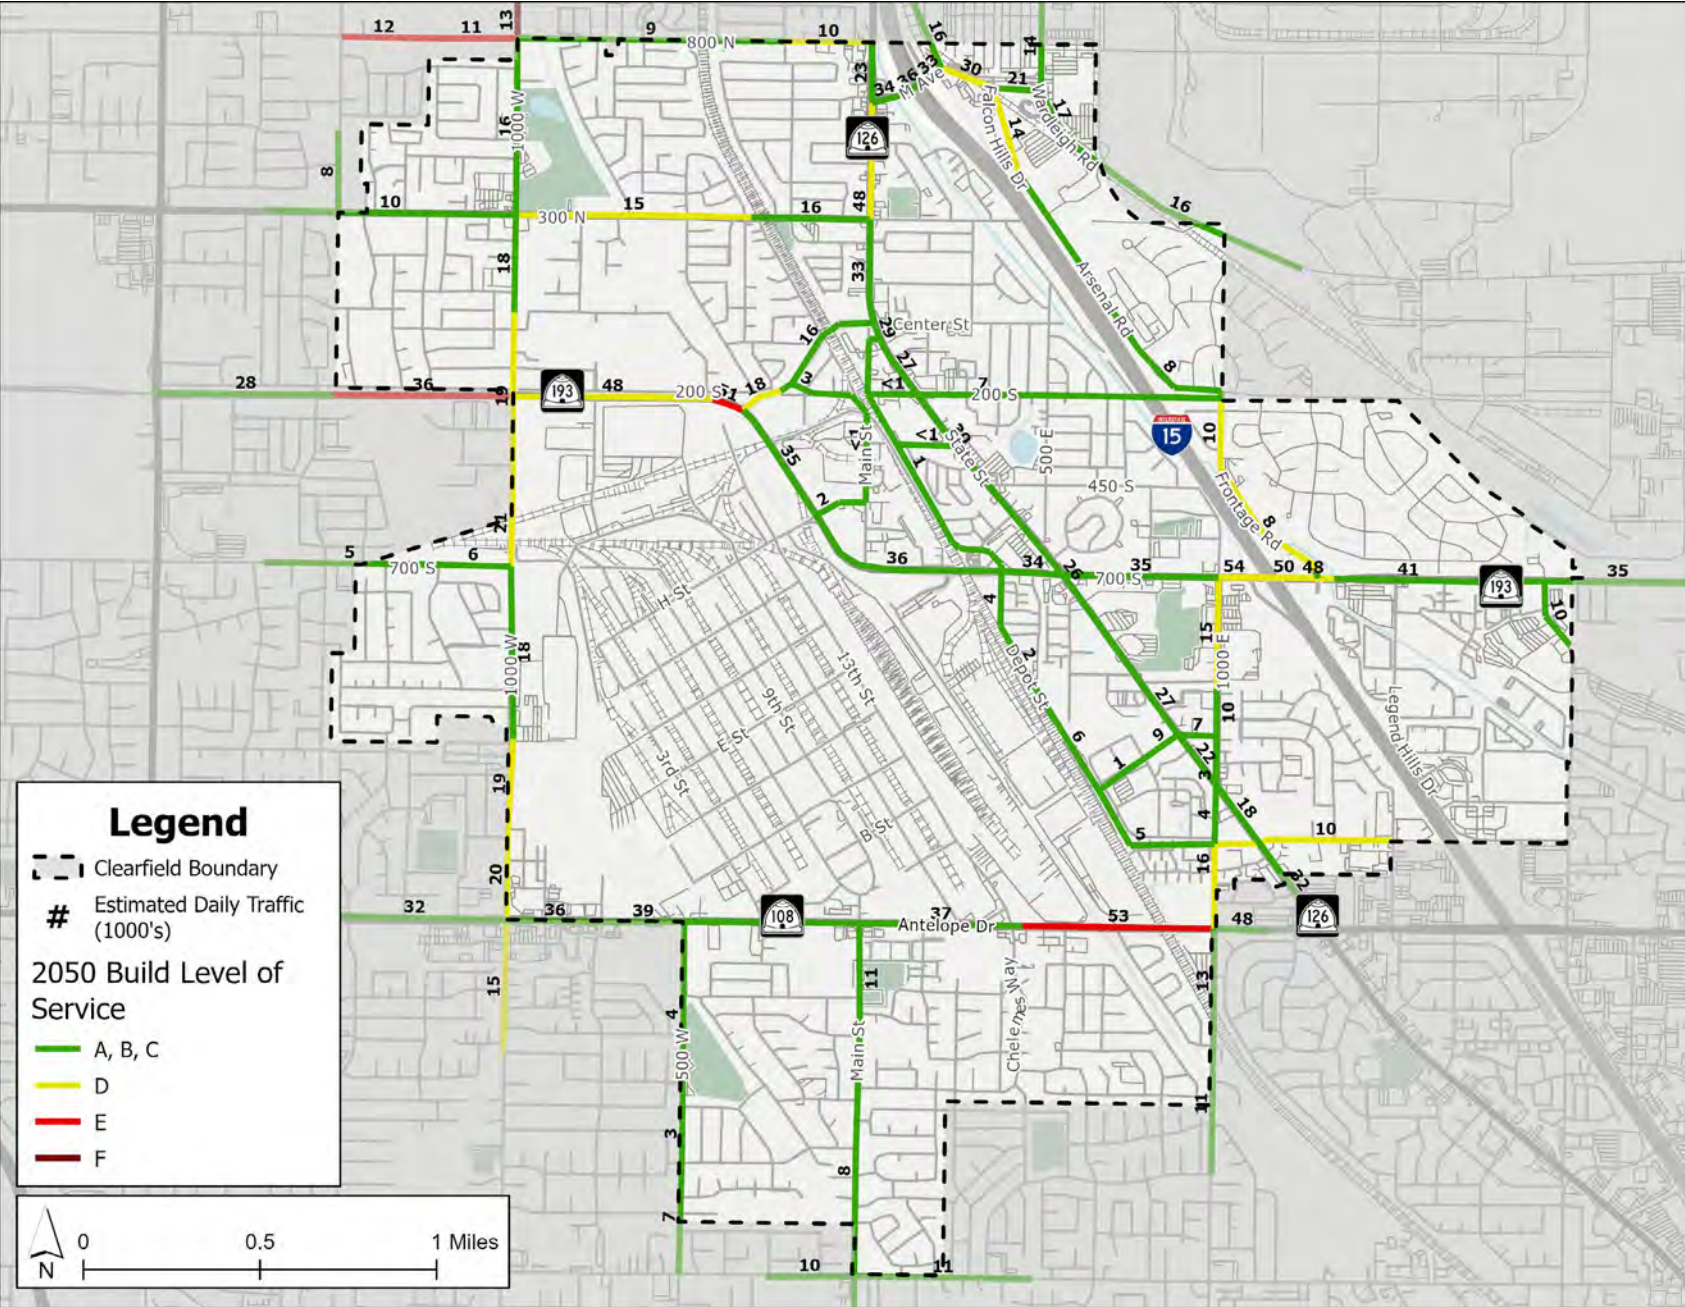 12
11
13
9
800 N
10
16
14
23
34
36
33
M Ave
30
21
17
Wardleigh Rd
Falcon Hills Dr
14
1000 W
16
126
8
10
300 N
15
16
48
16
18
33
Arsenal Rd
8
16
29
Center St
27
28
36
19
193
48
200 S
51
18
3
<1
7
200 S
15
10
<1
Main St
<1
1
30
State St
500 E
450 S
35
2
21
Frontage Rd
8
5
6
700 S
36
34
26
35
700 S
54
50
48
41
193
35
10
H St
4
15
1000 E
1000 W
18
13th St
2
Depot St
9th St
27
10
Legend Hills Dr
E St
6
9
7
22
3rd St
1
3
19
18
4
B St
5
10
20
16
32
32
36
39
108
37
Antelope Dr
53
48
126
15
11
13
Chelemes Way
4
500 W
Main St
11
3
8
7
10
11
Legend
Clearfield Boundary
# Estimated Daily Traffic
(1000's)
2050 Build Level of
Service
A, B, C
D
E
F
N
0 0.5 1 Miles